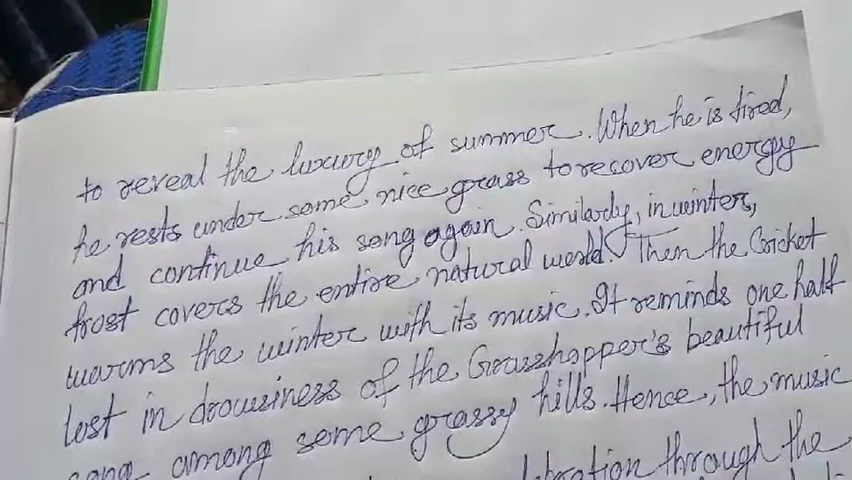 to reveal the luxury of summer. When he is tired,
he rests under some nice grass to recover energy
and continue his song again. Similarly, in winter,
frost covers the entire natural world. Then the Cricket
warms the winter with its music. It reminds one half
lost in drowsiness of the Grasshopper's beautiful
song among some grassy hills. Hence, the music
through the